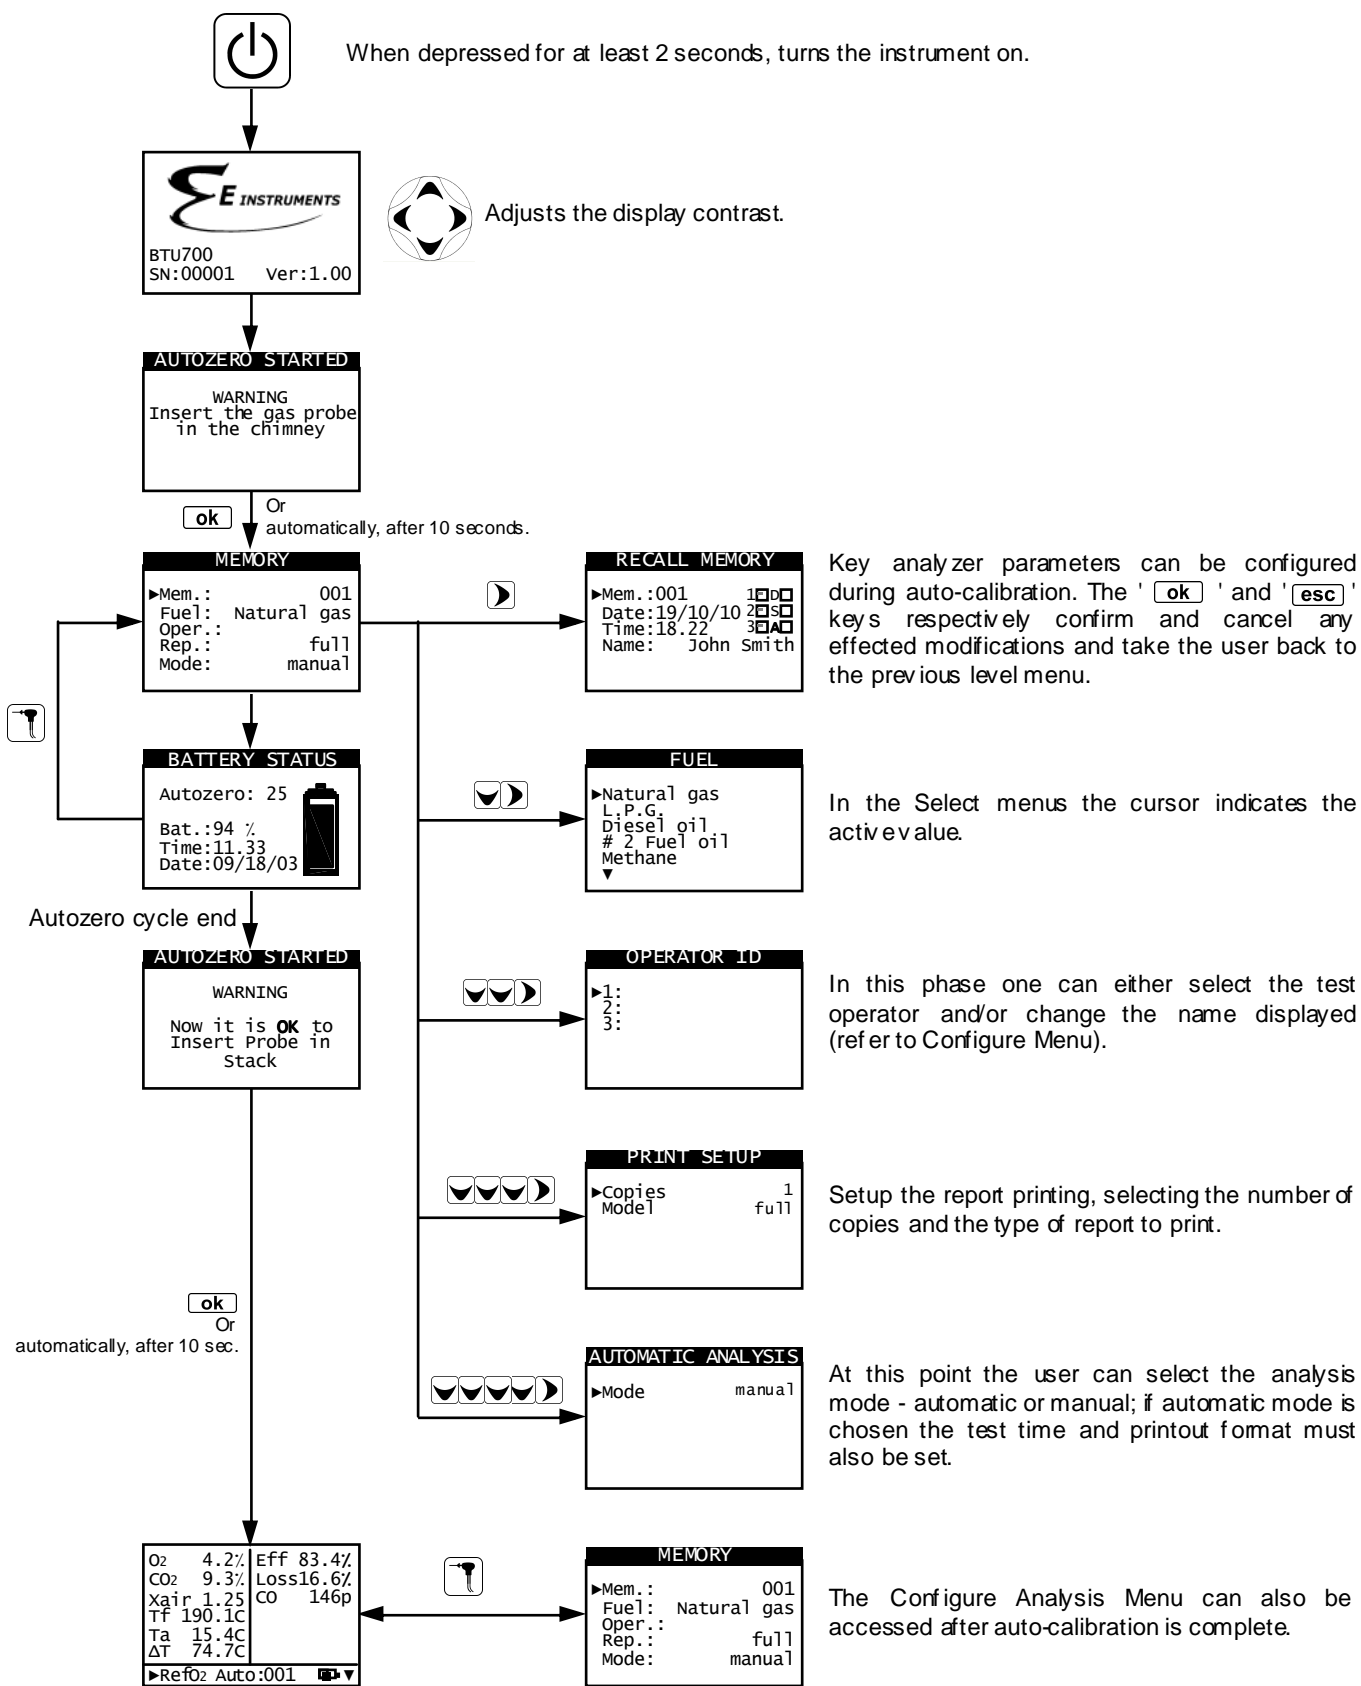 When depressed for at least 2 seconds, turns the instrument on.
E INSTRUMENTS
BTU700
SN:00001 Ver:1.00
Adjusts the display contrast.
AUTOZERO STARTED
WARNING
Insert the gas probe
in the chimney
ok
Or
automatically, after 10 seconds.
MEMORY
►Mem.: 001
Fuel: Natural gas
Oper.:
Rep.: full
Mode: manual
RECALL MEMORY
►Mem.:001 1 D
Date:19/10/10 2 S
Time:18.22 3 A
Name: John Smith
Key analyzer parameters can be configured
during auto-calibration. The ' ok ' and ' esc '
keys respectively confirm and cancel any
effected modifications and take the user back to
the previous level menu.
BATTERY STATUS
Autozero: 25
Bat.:94 %
Time:11.33
Date:09/18/03
FUEL
►Natural gas
L.P.G.
Diesel oil
# 2 Fuel oil
Methane
▼
In the Select menus the cursor indicates the
active value.
Autozero cycle end
AUTOZERO STARTED
WARNING
Now it is OK to
Insert Probe in
Stack
OPERATOR ID
►1:
2:
3:
In this phase one can either select the test
operator and/or change the name displayed
(refer to Configure Menu).
PRINT SETUP
►Copies 1
Model full
Setup the report printing, selecting the number of
copies and the type of report to print.
ok
Or
automatically, after 10 sec.
AUTOMATIC ANALYSIS
►Mode manual
At this point the user can select the analysis
mode - automatic or manual; if automatic mode is
chosen the test time and printout format must
also be set.
O2 4.2% Eff 83.4%
CO2 9.3% Loss16.6%
Xair 1.25 CO 146p
Tf 190.1C
Ta 15.4C
ΔT 74.7C
►RefO2 Auto:001 ▼
MEMORY
►Mem.: 001
Fuel: Natural gas
Oper.:
Rep.: full
Mode: manual
The Configure Analysis Menu can also be
accessed after auto-calibration is complete.